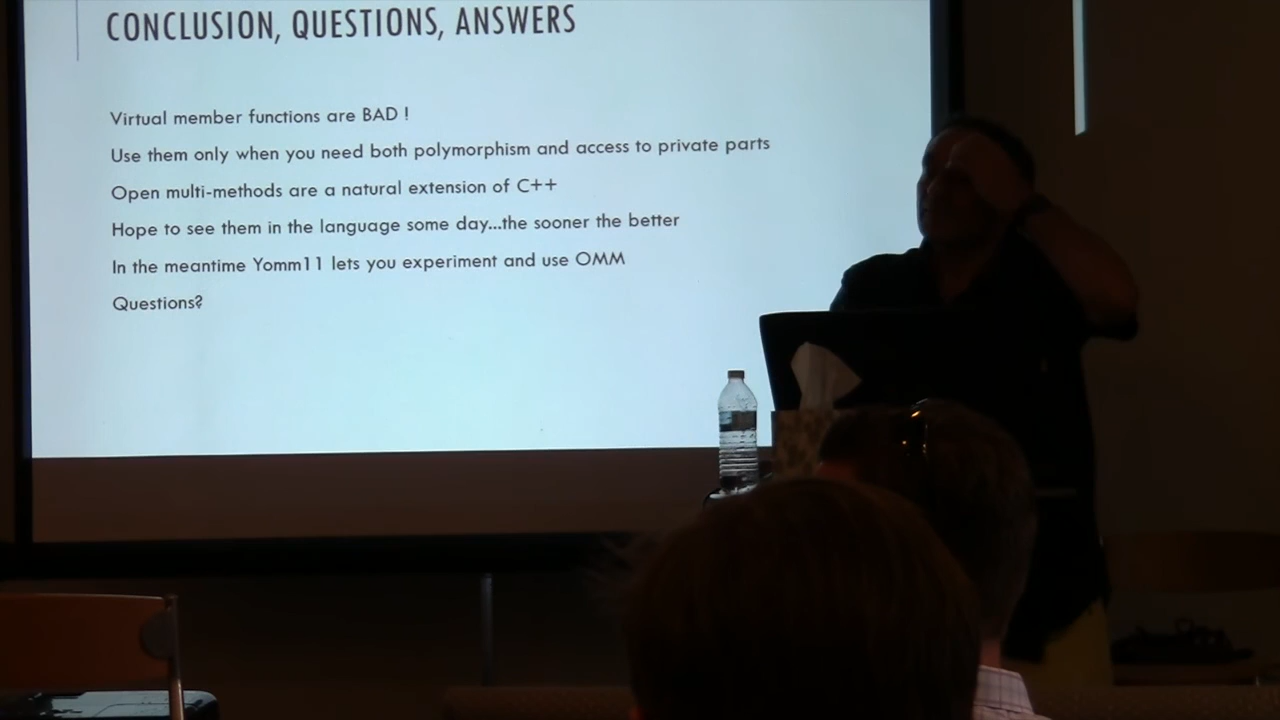 CONCLUSION, QUESTIONS, ANSWERS
Virtual member functions are BAD !
Use them only when you need both polymorphism and access to private parts
Open multi-methods are a natural extension of C++
Hope to see them in the language some day...the sooner the better
In the meantime Yomm11 lets you experiment and use OMM
Questions?